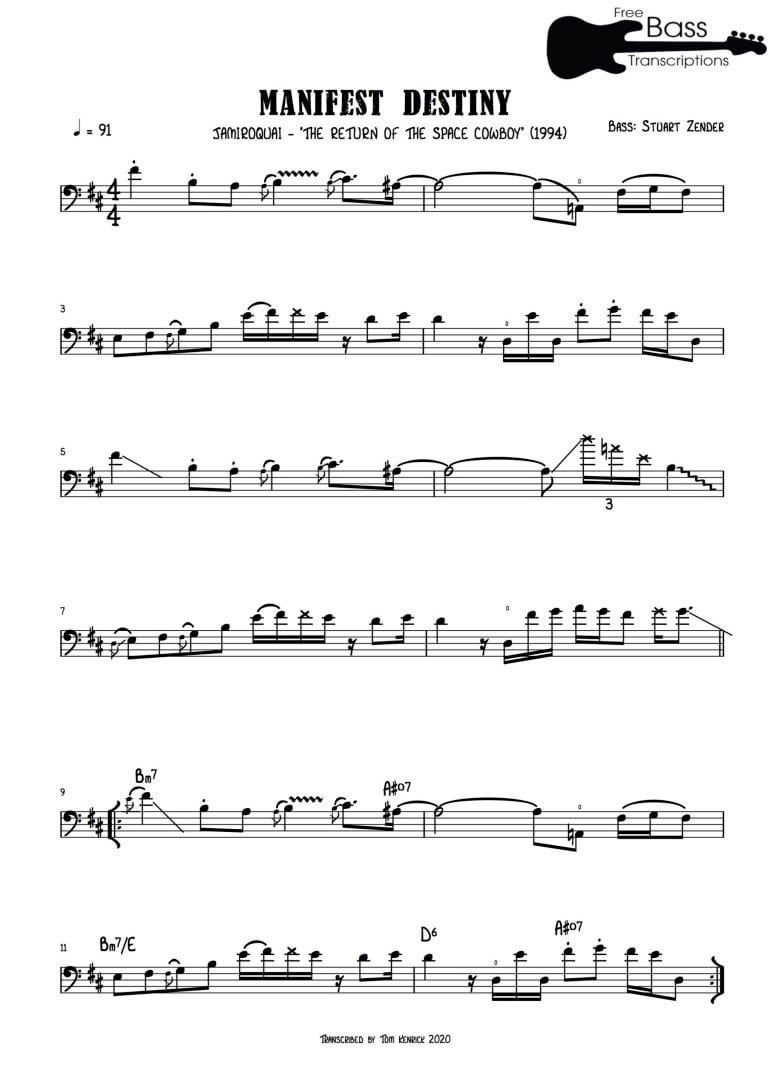 Free
Bass
Transcriptions
MANIFEST DESTINY
♩ = 91
JAMIROQUAI - 'THE RETURN OF THE SPACE COWBOY' (1994)
BASS: STUART ZENDER
4
4
3
5
3
7
9
Bm7
A#o7
11
Bm7/E
D6
A#o7
TRANSCRIBED BY TOM KENRICK 2020